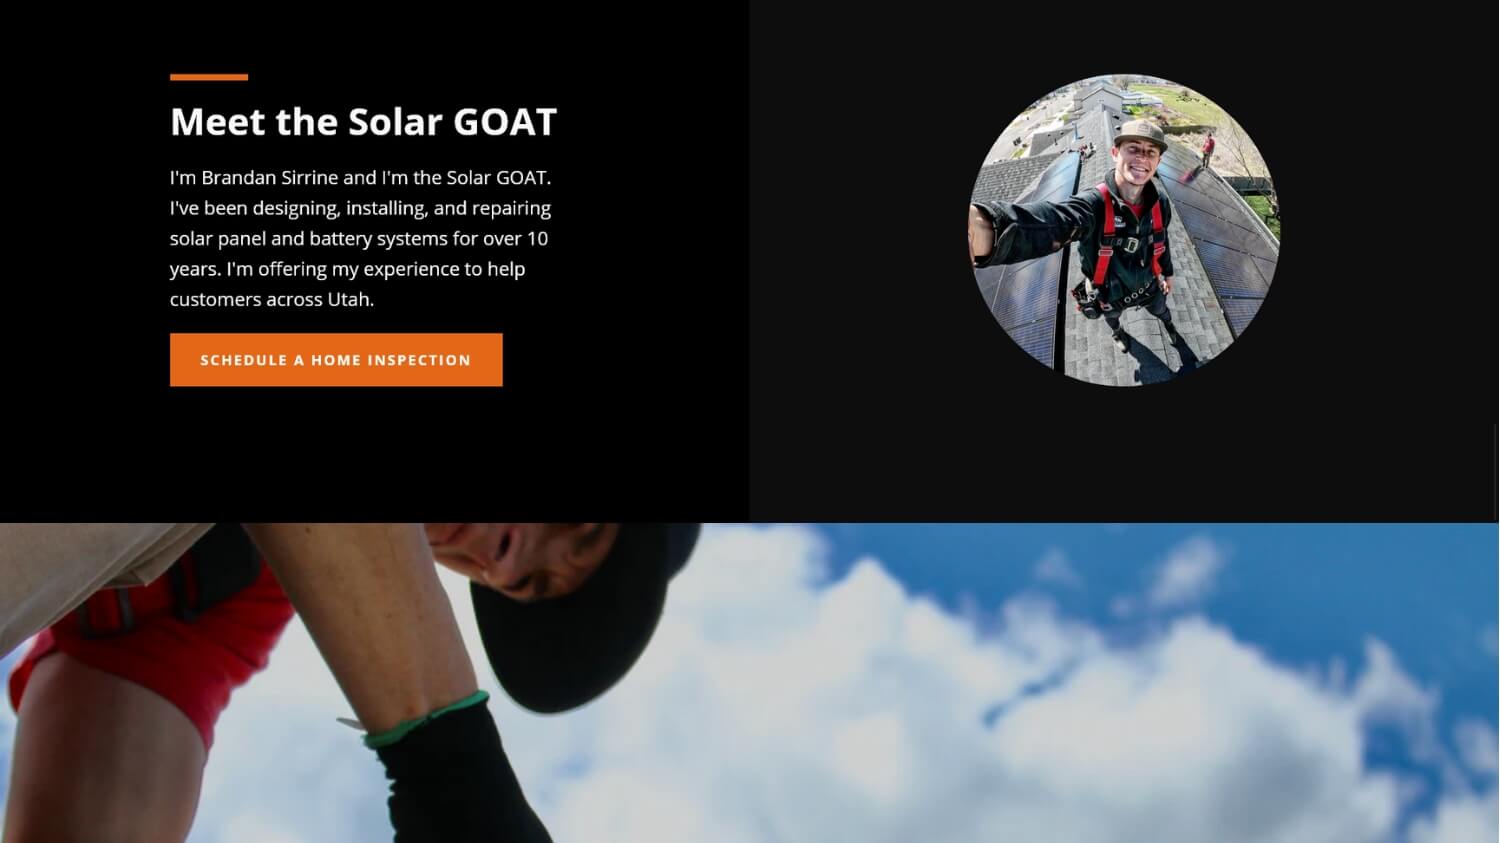 Meet the Solar GOAT
I'm Brandan Sirrine and I'm the Solar GOAT.
I've been designing, installing, and repairing
solar panel and battery systems for over 10
years. I'm offering my experience to help
customers across Utah.
SCHEDULE A HOME INSPECTION